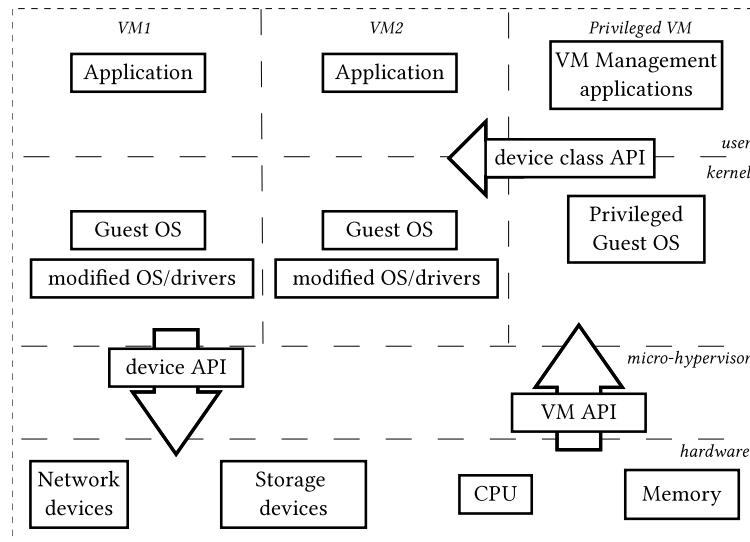 VM1
VM2
Privileged VM
Application
Application
VM Management
applications
device class API
user
kernel
Guest OS
Guest OS
Privileged
Guest OS
modified OS/drivers
modified OS/drivers
device API
micro-hypervisor
VM API
hardware
Network
devices
Storage
devices
CPU
Memory